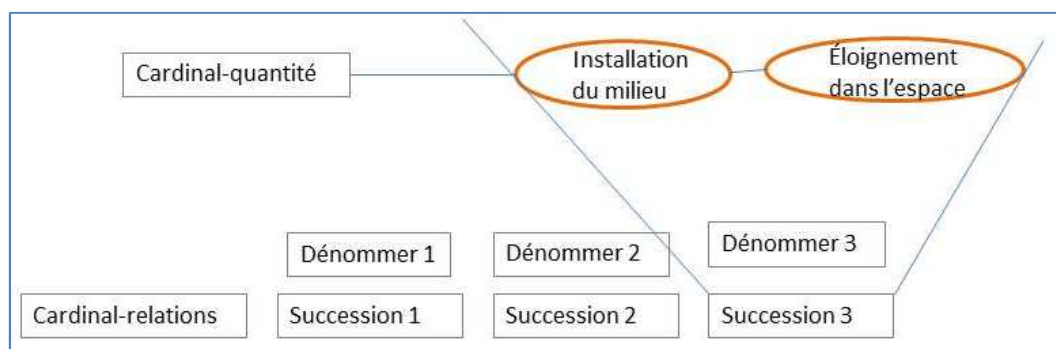 Cardinal-quantité
Installation
du milieu
Éloignement
dans l'espace
Dénommer 1
Dénommer 2
Dénommer 3
Cardinal-relations
Succession 1
Succession 2
Succession 3